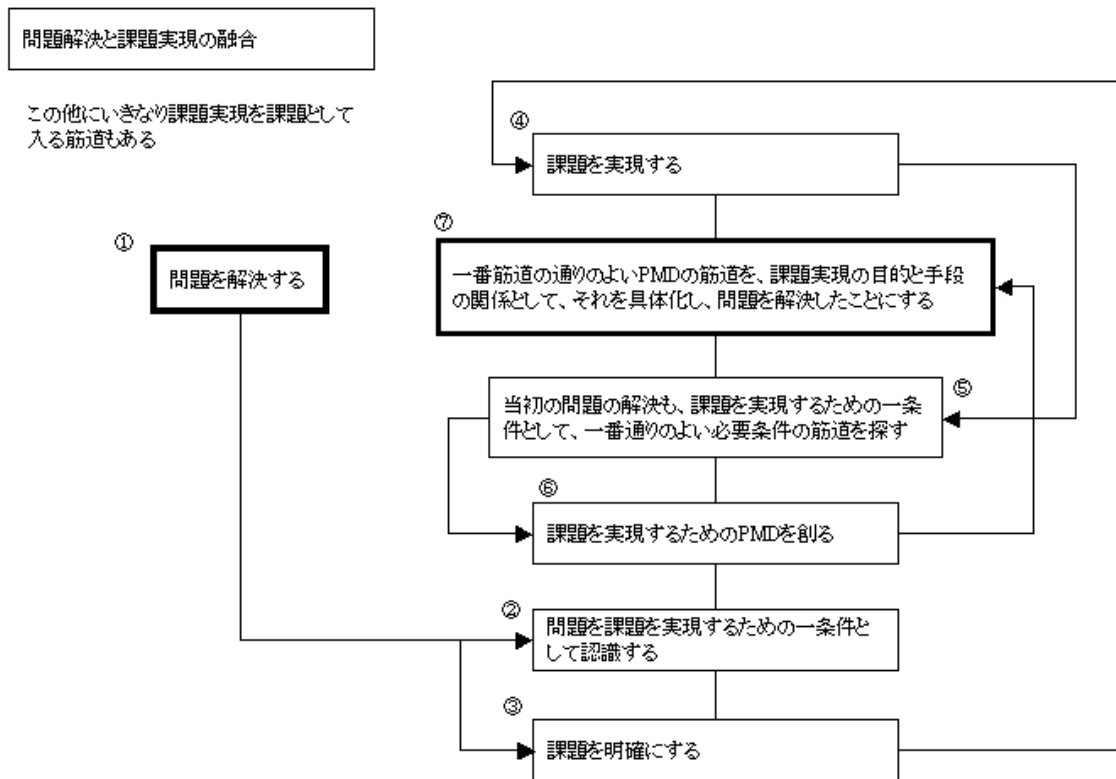 問題解決と課題実現の融合
この他にいきなり課題実現を課題として
入る筋道もある
④
課題を実現する
⑦
一番筋道の通りのよいPMDの筋道を、課題実現の目的と手段
の関係として、それを具体化し、問題を解決したことにする
①
問題を解決する
⑤
当初の問題の解決も、課題を実現するための一条
件として、一番通りのよい必要条件の筋道を探す
⑥
課題を実現するためのPMDを創る
②
問題を課題を実現するための一条件と
して認識する
③
課題を明確にする